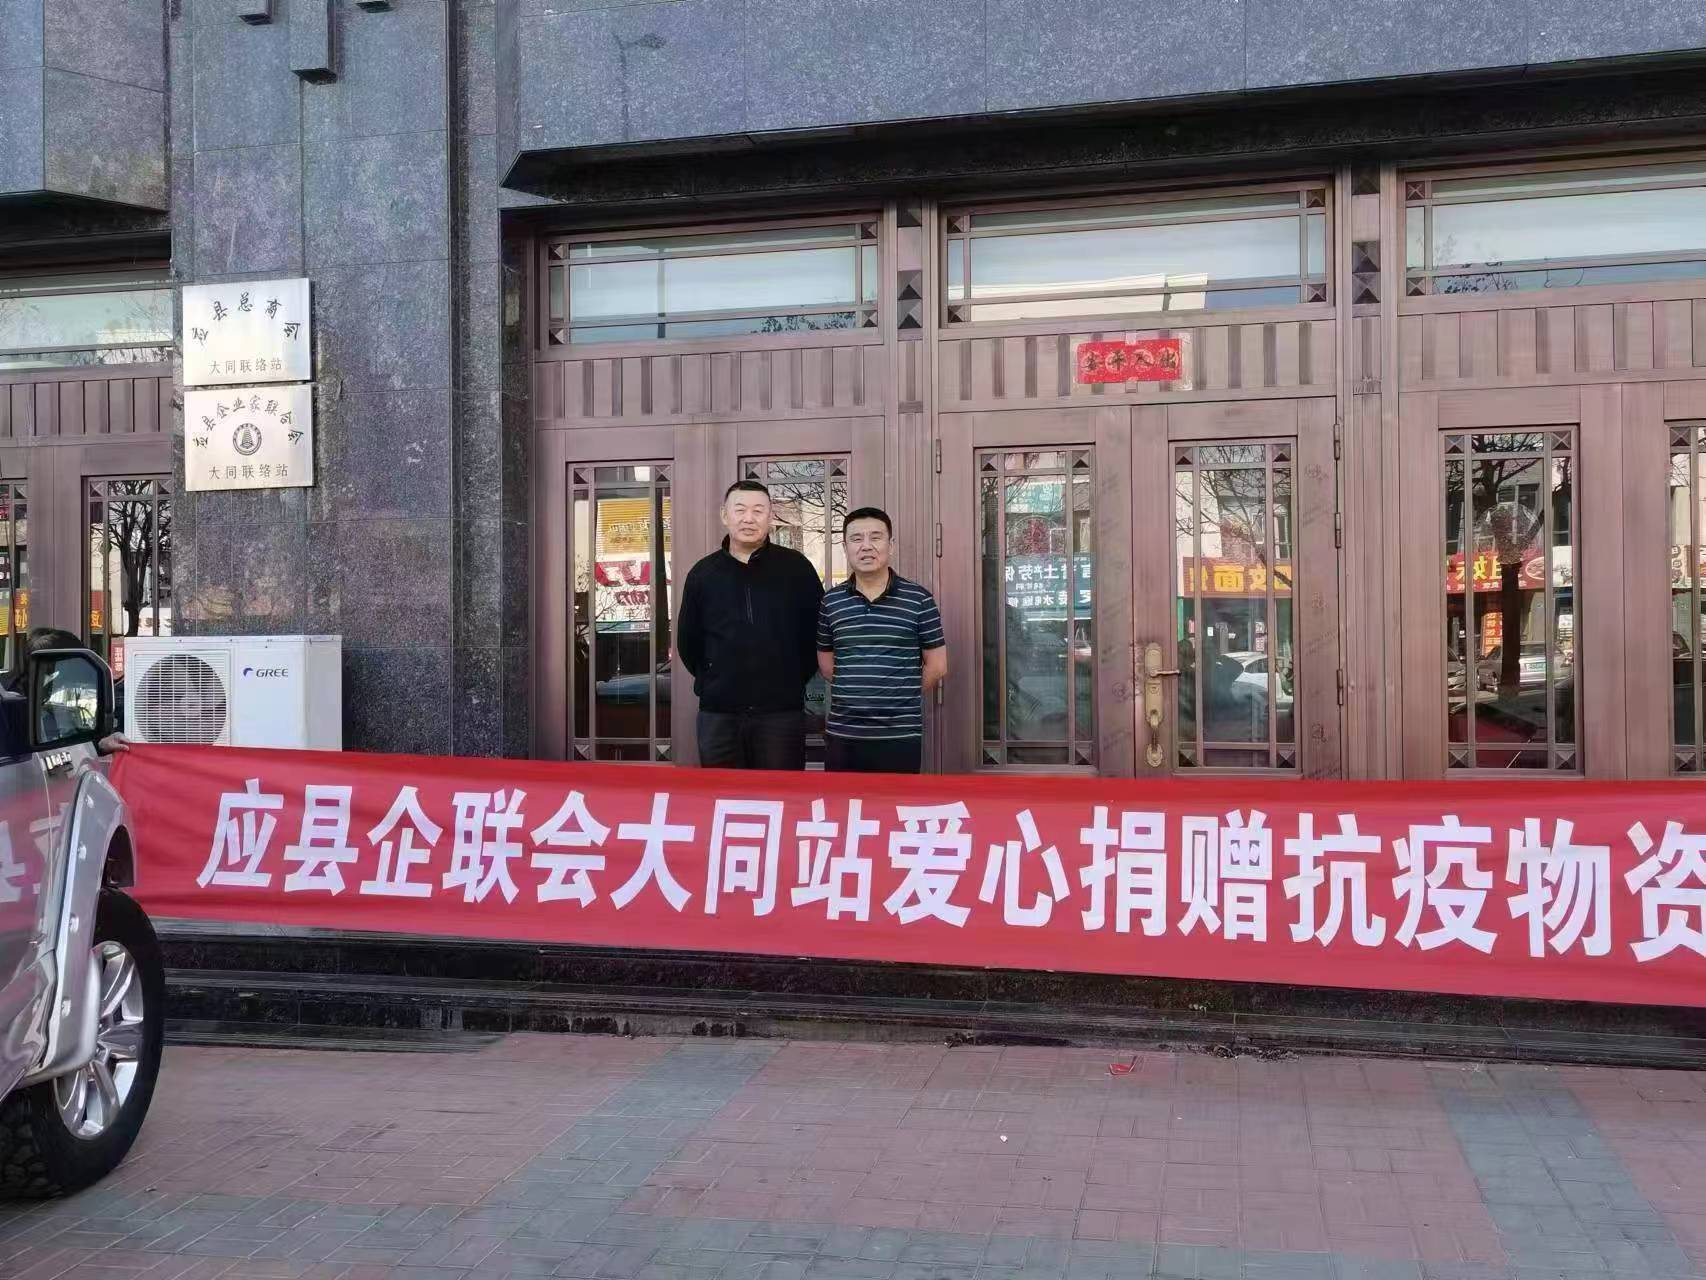 应县总商会
大同联络站
应县企业家联合会
大同联络站
出入平安
GREE
应县企联会大同站爱心捐赠抗疫物资